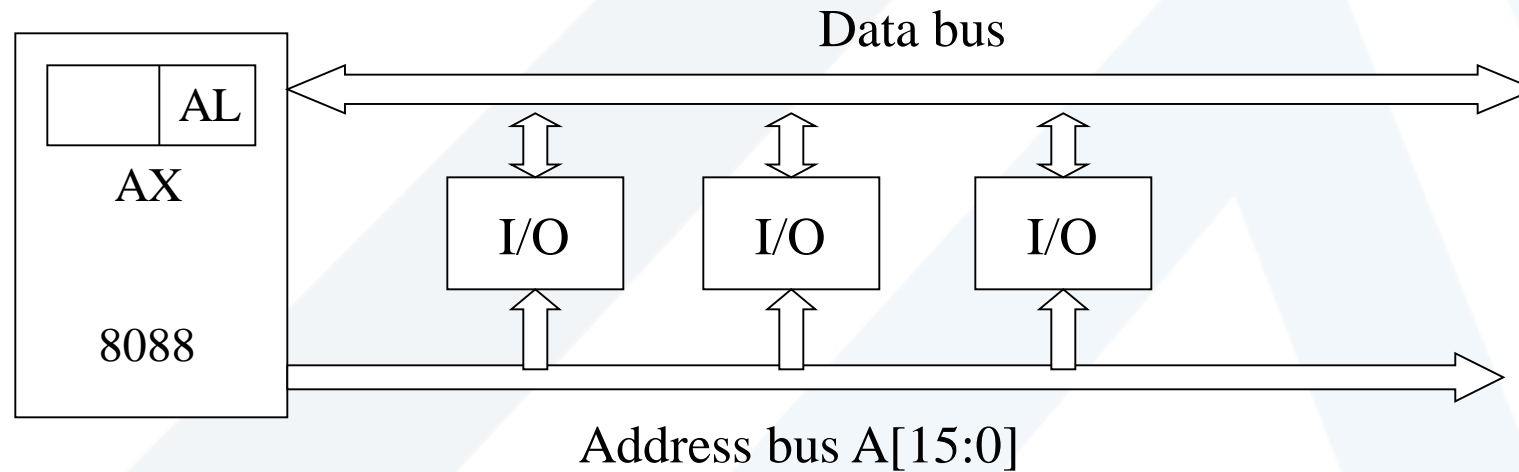 Data bus
AL
AX
I/O I/O I/O
8088
Address bus A[15:0]